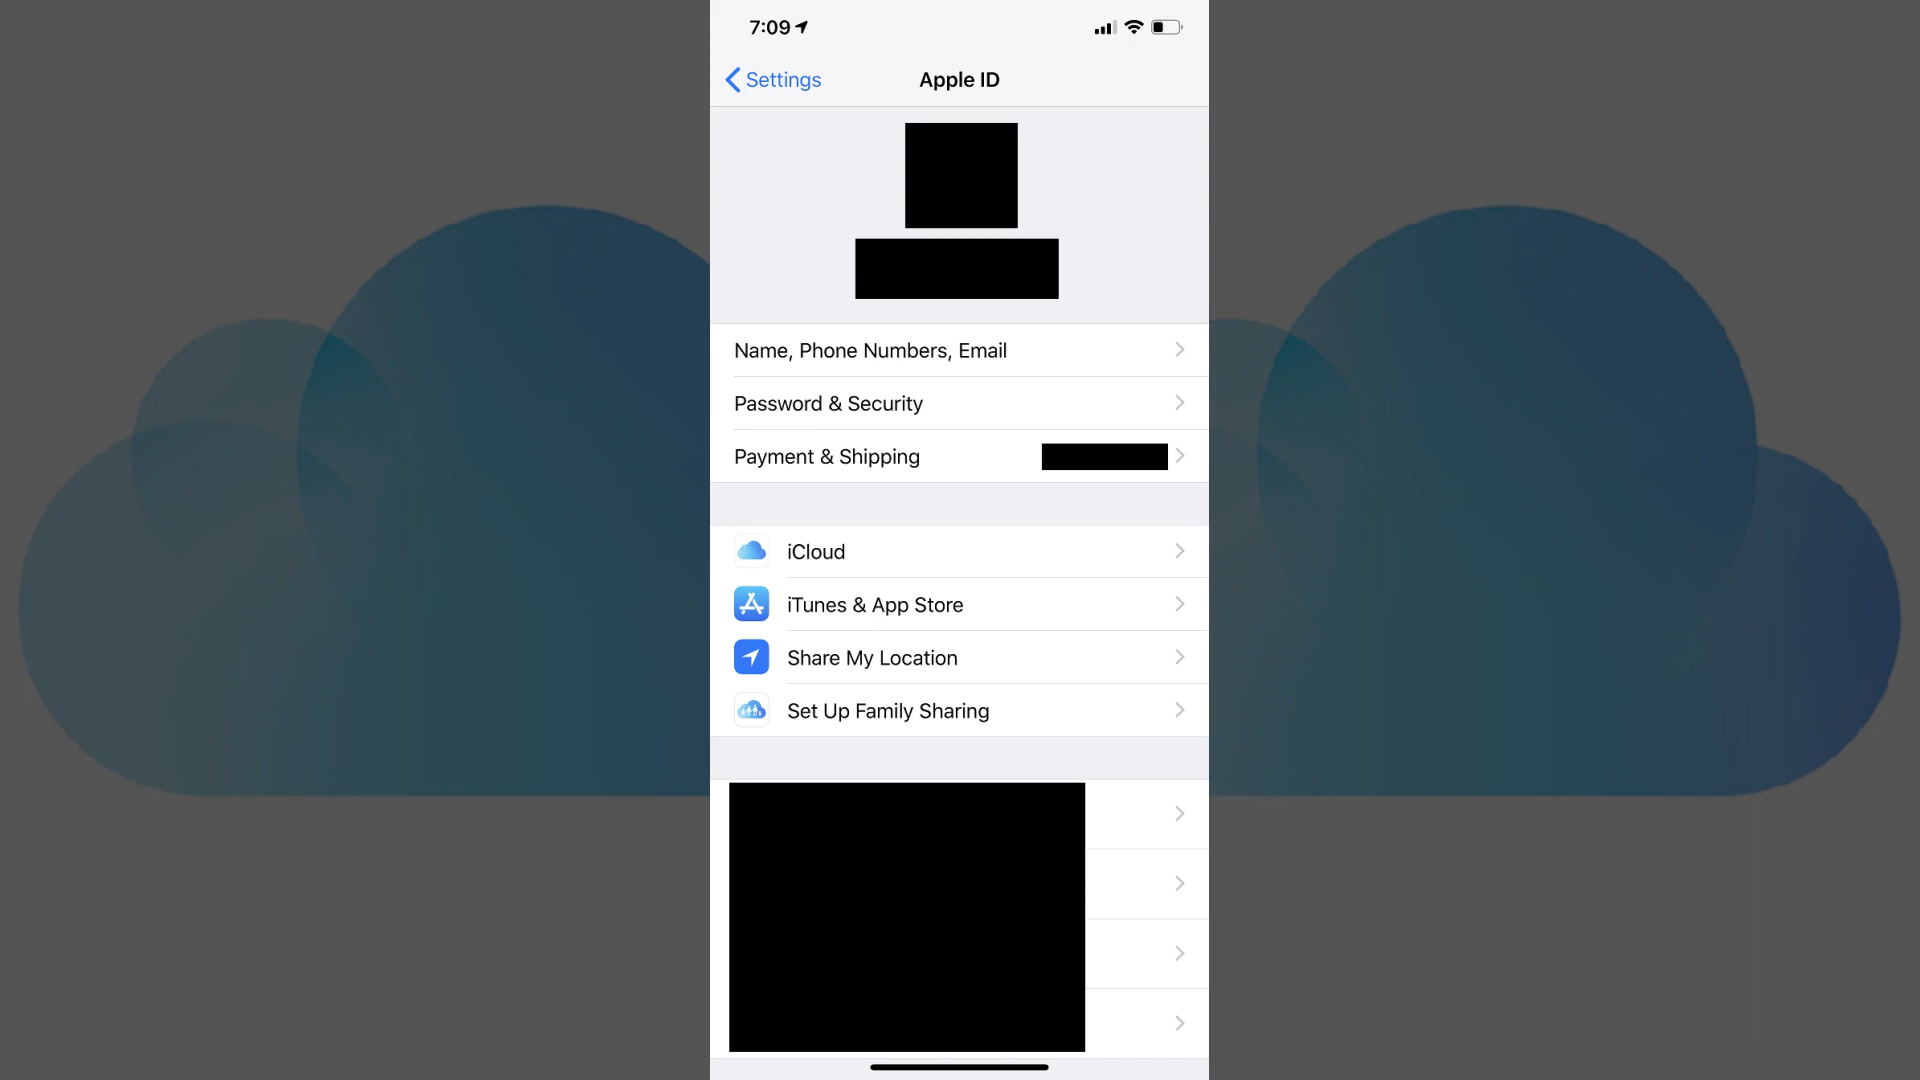 7:09
Settings
Apple ID
Name, Phone Numbers, Email
Password & Security
Payment & Shipping
iCloud
iTunes & App Store
Share My Location
Set Up Family Sharing